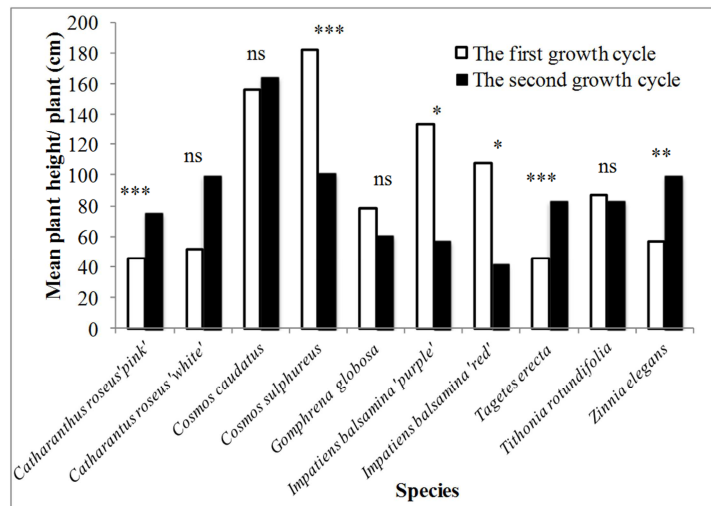 200
180
160
140
120
100
80
60
40
20
0
Mean plant height/ plant (cm)
The first growth cycle
The second growth cycle
***
ns
ns
***
ns
*
*
***
ns
**
Catharanthus roseus'pink'
Catharantus roseus 'white'
Cosmos caudatus
Cosmos sulphureus
Gomphrena globosa
Impatiens balsamina 'purple'
Impatiens balsamina 'red'
Tagetes erecta
Tithonia rotundifolia
Zinnia elegans
Species